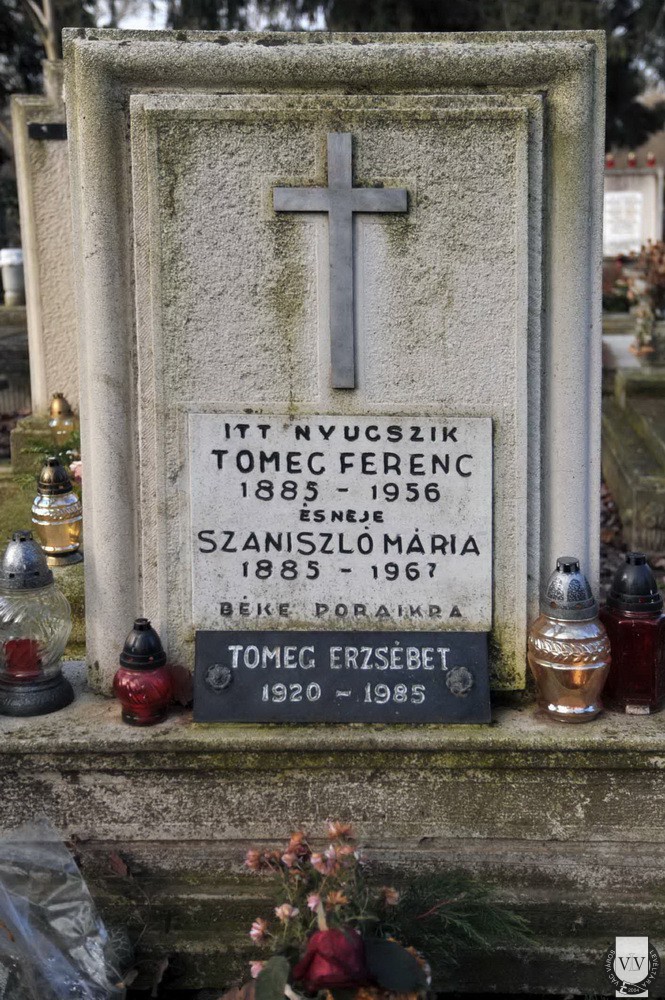 ITT NYUGSZIK
TOMEG FERENC
1885 - 1956
ÉS NEJE
SZANISZLÓ MÁRIA
1885 - 1967
BÉKE PORAIKRA
TOMEG ERZSÉBET
1920 - 1985